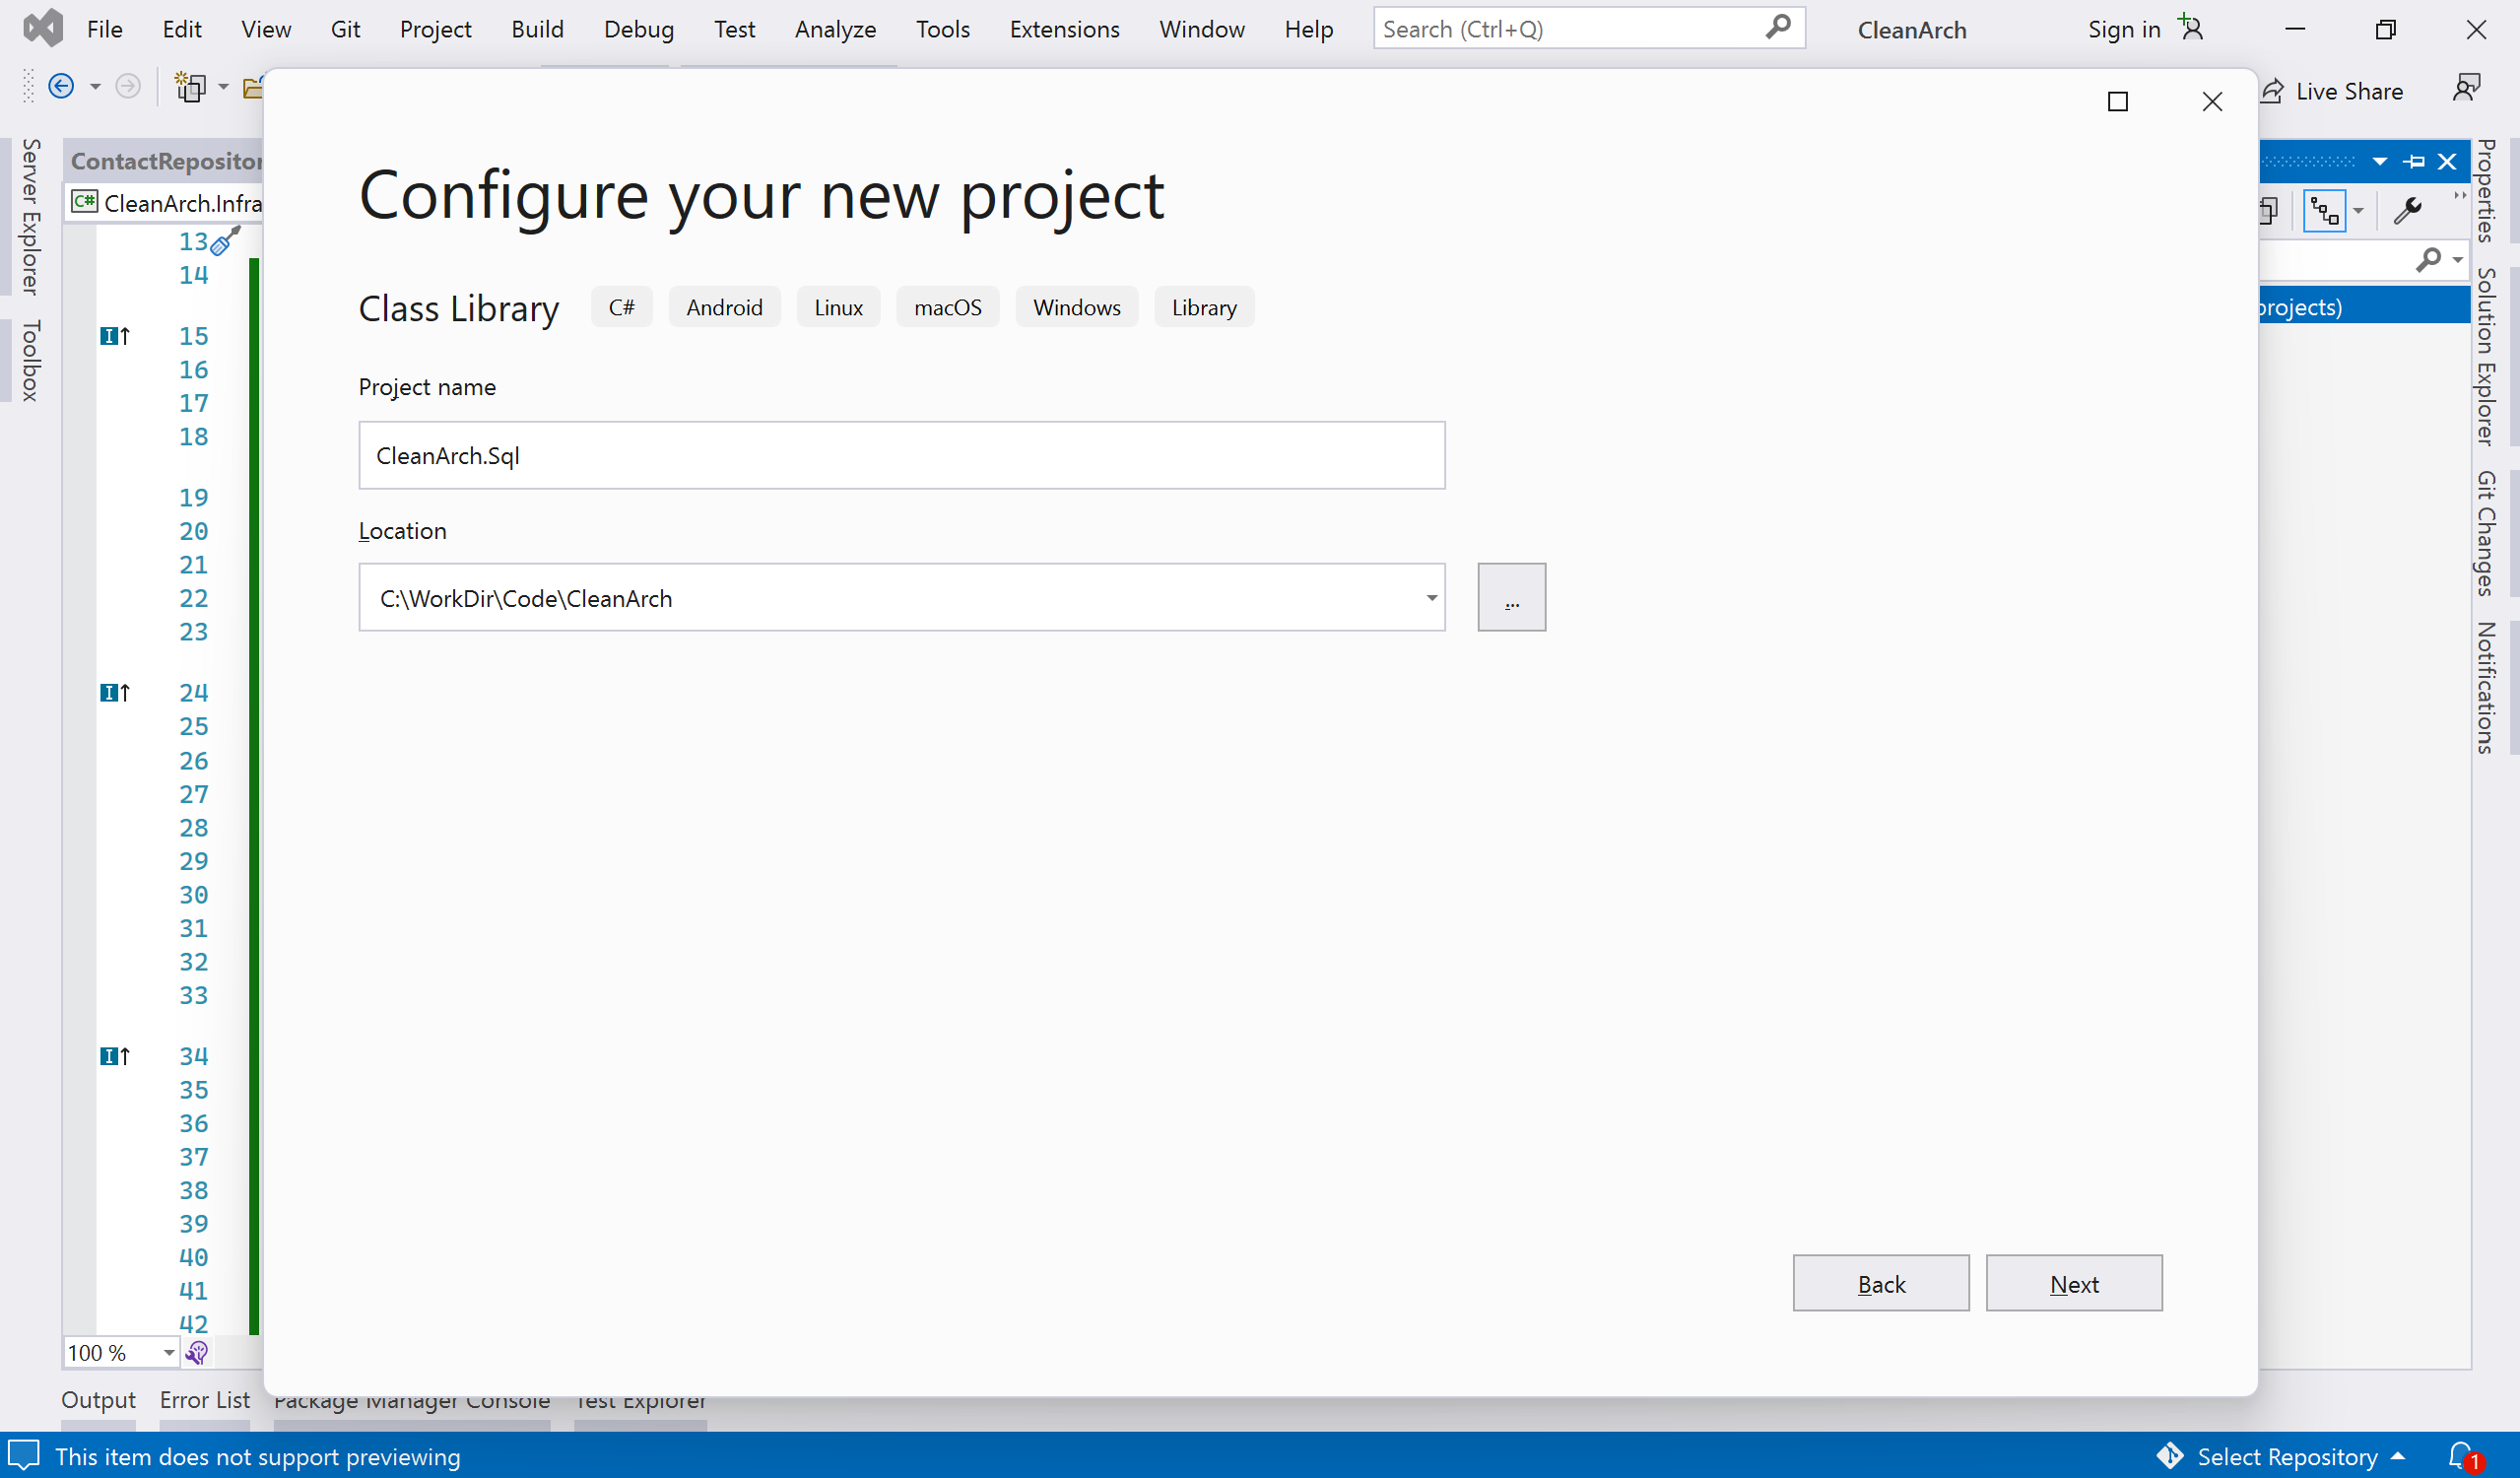 File Edit View Git Project Build Debug Test Analyze Tools Extensions Window Help Search (Ctrl+Q) CleanArch Sign in
Live Share
ContactRepositor
CleanArch.Infra
Server Explorer
Toolbox
Configure your new project
Class Library C# Android Linux macOS Windows Library
Project name
CleanArch.Sql
Location
C:\WorkDir\Code\CleanArch
...
Back Next
projects)
Properties
Solution Explorer
Git Changes
Notifications
13
14
15
16
17
18
19
20
21
22
23
24
25
26
27
28
29
30
31
32
33
34
35
36
37
38
39
40
41
42
100 %
Output Error List Package Manager Console Test Explorer
This item does not support previewing
Select Repository 1